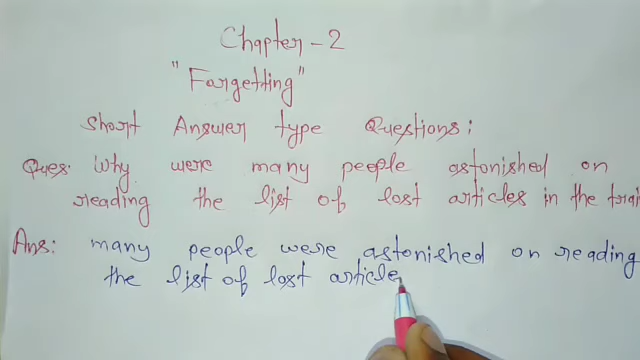 Chapter - 2
"Fargetting"
Short Answer type Questions:
Ques. Why were many people astonished on
reading the list of lost articles in the trai
Ans: many people were astonished on reading
the list of lost article